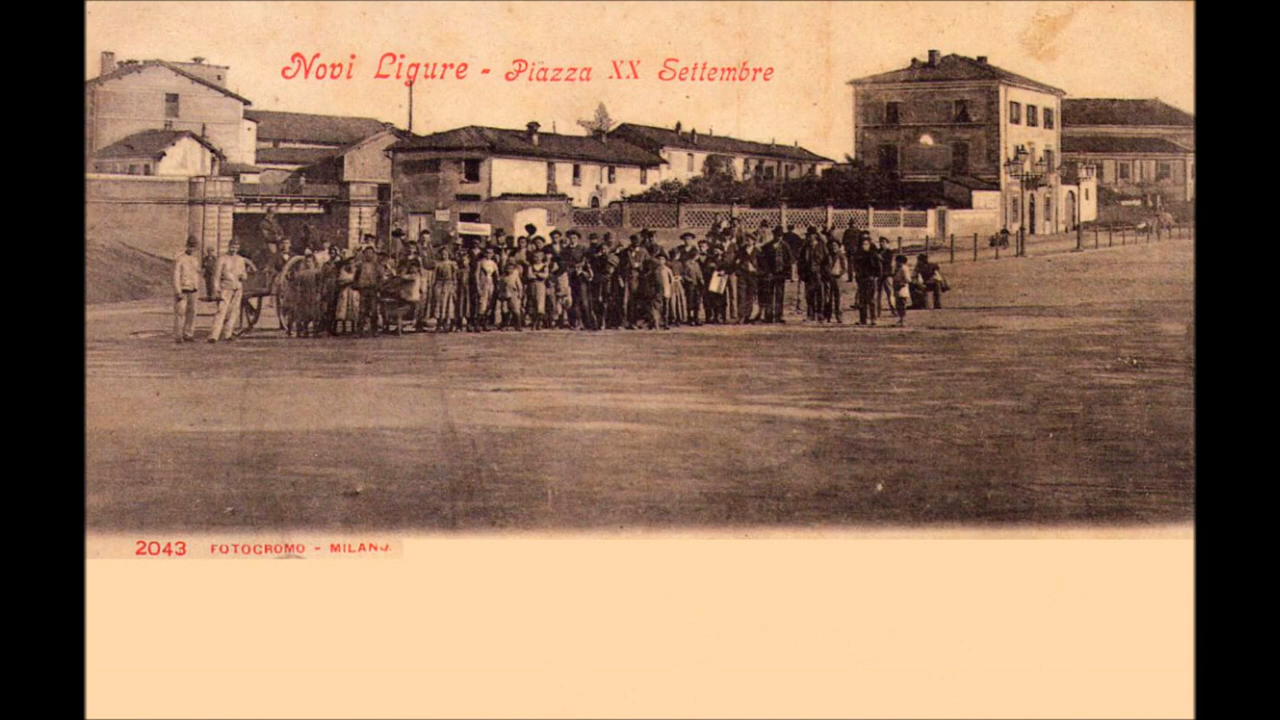 Novi Ligure - Piazza XX Settembre
2043 FOTOCROMO - MILANO.